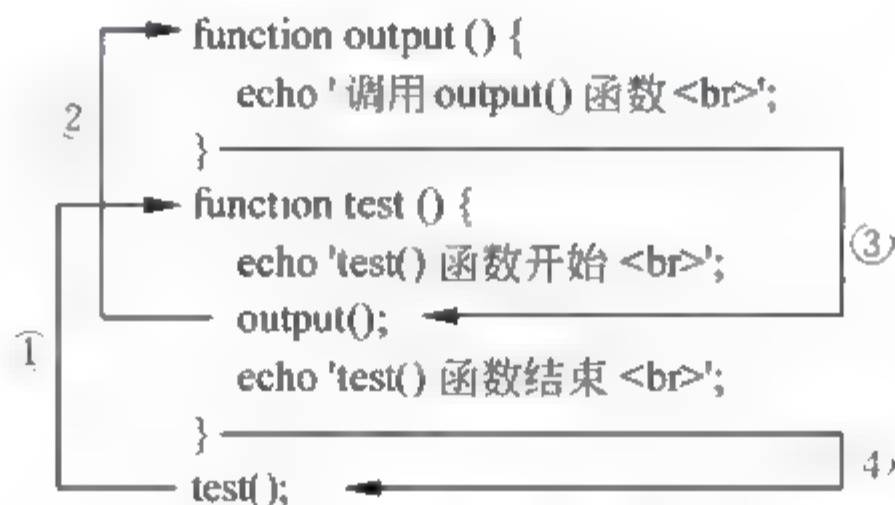 function output () {
echo ' 调用 output() 函数 <br>';
2
}
function test () {
③
echo 'test() 函数开始 <br>';
output();
①
echo 'test() 函数结束 <br>';
}
4
test();